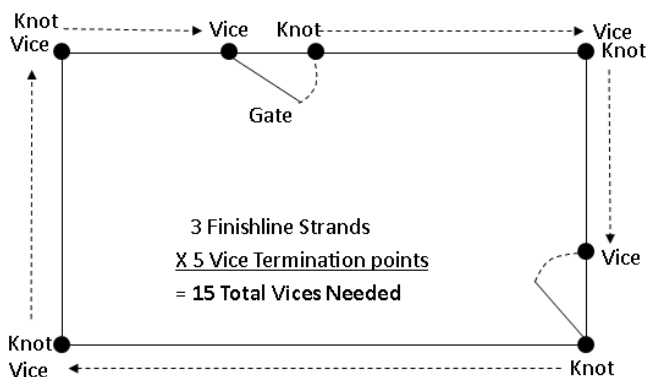 Knot
Vice
Vice
Knot
Vice
Knot
Gate
3 Finishline Strands
X 5 Vice Termination points
= 15 Total Vices Needed
Vice
Knot
Vice
Knot